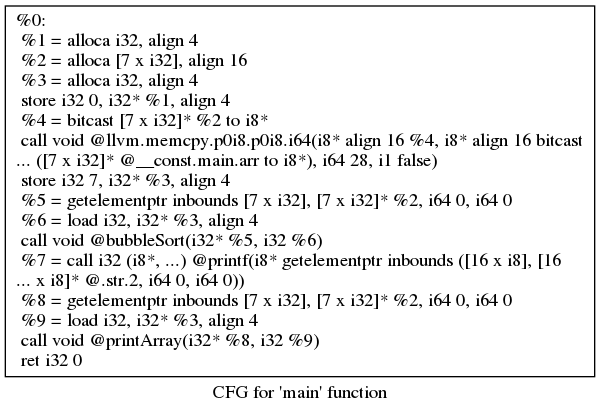 %0:
%1 = alloca i32, align 4
%2 = alloca [7 x i32], align 16
%3 = alloca i32, align 4
store i32 0, i32* %1, align 4
%4 = bitcast [7 x i32]* %2 to i8*
call void @llvm.memcpy.p0i8.p0i8.i64(i8* align 16 %4, i8* align 16 bitcast
... ([7 x i32]* @__const.main.arr to i8*), i64 28, i1 false)
store i32 7, i32* %3, align 4
%5 = getelementptr inbounds [7 x i32], [7 x i32]* %2, i64 0, i64 0
%6 = load i32, i32* %3, align 4
call void @bubbleSort(i32* %5, i32 %6)
%7 = call i32 (i8*, ...) @printf(i8* getelementptr inbounds ([16 x i8], [16
... x i8]* @.str.2, i64 0, i64 0))
%8 = getelementptr inbounds [7 x i32], [7 x i32]* %2, i64 0, i64 0
%9 = load i32, i32* %3, align 4
call void @printArray(i32* %8, i32 %9)
ret i32 0
CFG for 'main' function